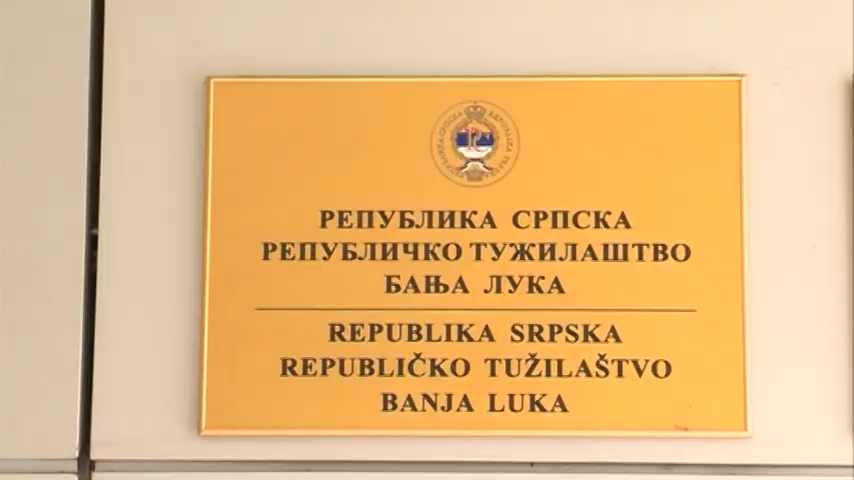 РЕПУБЛИКА СРПСКА
РЕПУБЛИЧКО ТУЖИЛАШТВО
БАЊА ЛУКА
REPUBLIKA SRPSKA
REPUBLIČKO TUŽILAŠTVO
BANJA LUKA